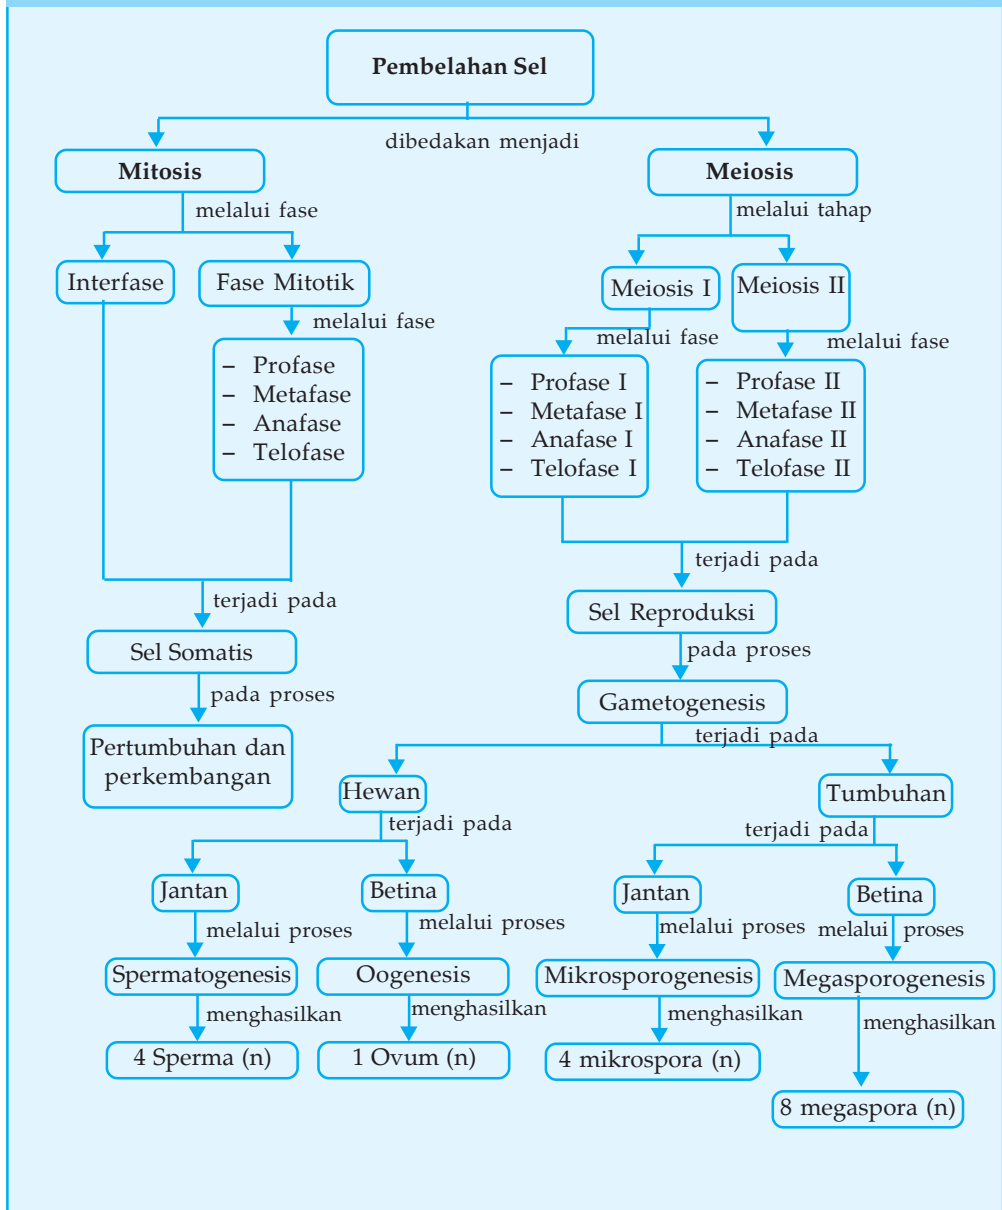 Pembelahan Sel
dibedakan menjadi
Mitosis
Meiosis
melalui fase
melalui tahap
Interfase
Fase Mitotik
Meiosis I
Meiosis II
melalui fase
melalui fase
melalui fase
– Profase
– Metafase
– Anafase
– Telofase
– Profase I
– Metafase I
– Anafase I
– Telofase I
– Profase II
– Metafase II
– Anafase II
– Telofase II
terjadi pada
terjadi pada
Sel Somatis
Sel Reproduksi
pada proses
pada proses
Pertumbuhan dan
perkembangan
Gametogenesis
terjadi pada
Hewan
Tumbuhan
terjadi pada
terjadi pada
Jantan
Betina
Jantan
Betina
melalui proses
melalui proses
melalui proses
melalui proses
Spermatogenesis
Oogenesis
Mikrosporogenesis
Megasporogenesis
menghasilkan
menghasilkan
menghasilkan
menghasilkan
4 Sperma (n)
1 Ovum (n)
4 mikrospora (n)
8 megaspora (n)